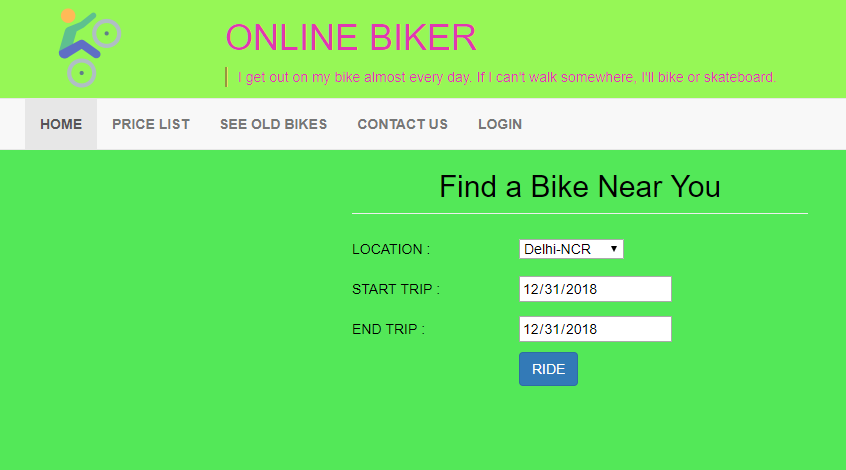 ONLINE BIKER
I get out on my bike almost every day. If I can't walk somewhere, I'll bike or skateboard.
HOME PRICE LIST SEE OLD BIKES CONTACT US LOGIN
Find a Bike Near You
LOCATION : Delhi-NCR
START TRIP : 12/31/2018
END TRIP : 12/31/2018
RIDE